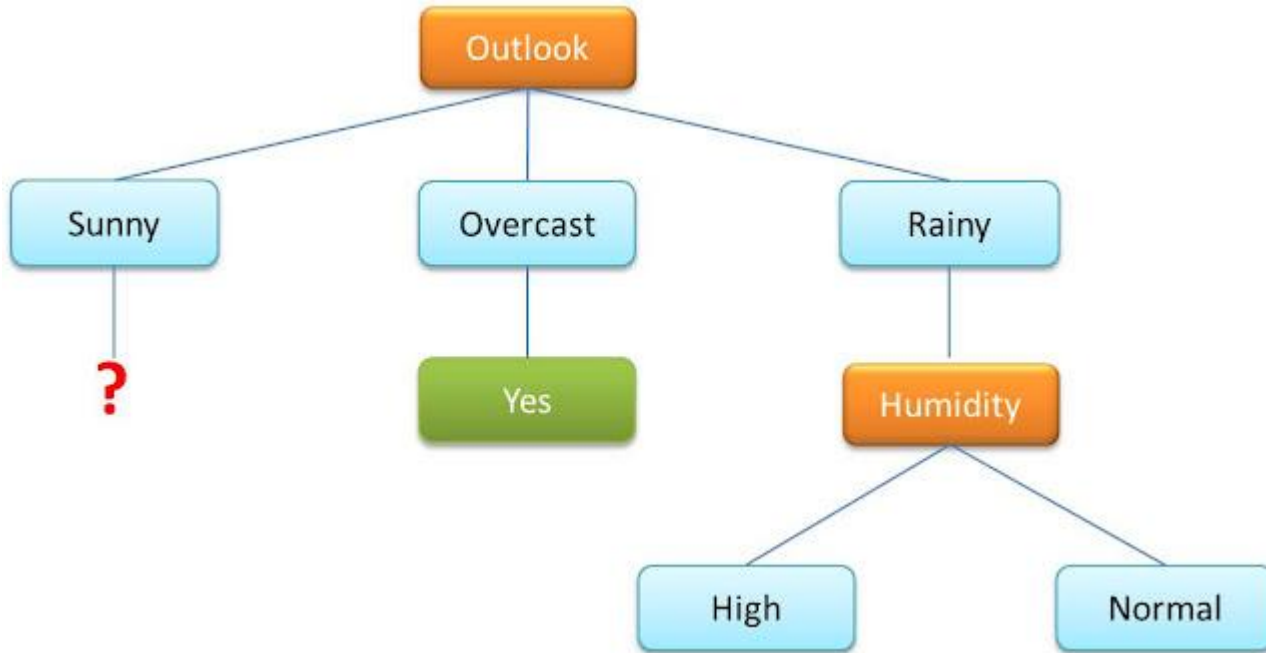 Outlook
Sunny
Overcast
Rainy
?
Yes
Humidity
High
Normal